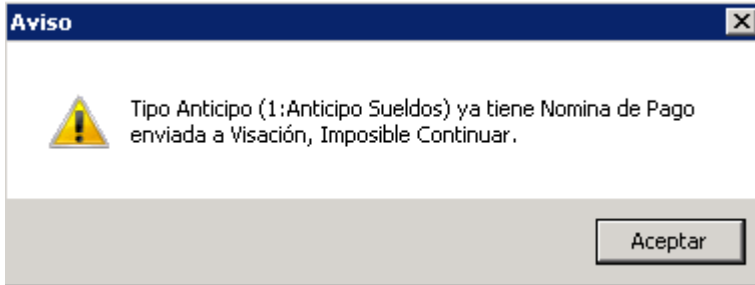 Aviso
Tipo Anticipo (1:Anticipo Sueldos) ya tiene Nomina de Pago
enviada a Visación, Imposible Continuar.
Aceptar